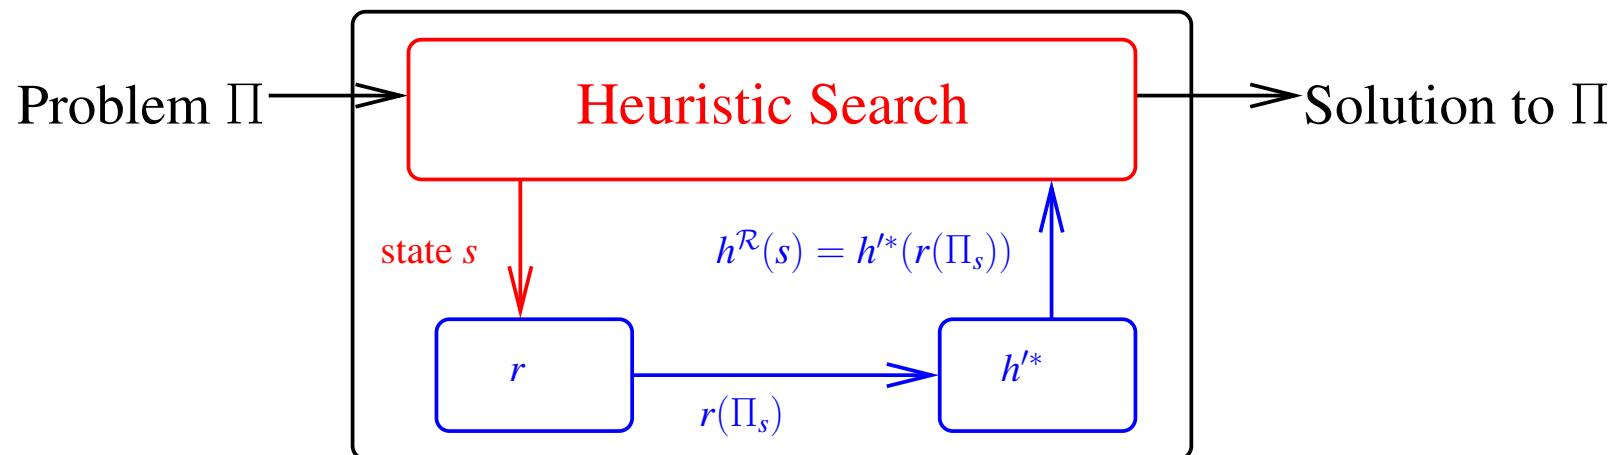 Problem Π
Heuristic Search
Solution to Π
state s
h^ℛ(s) = h′*(r(Π_s))
r
h′*
r(Π_s)